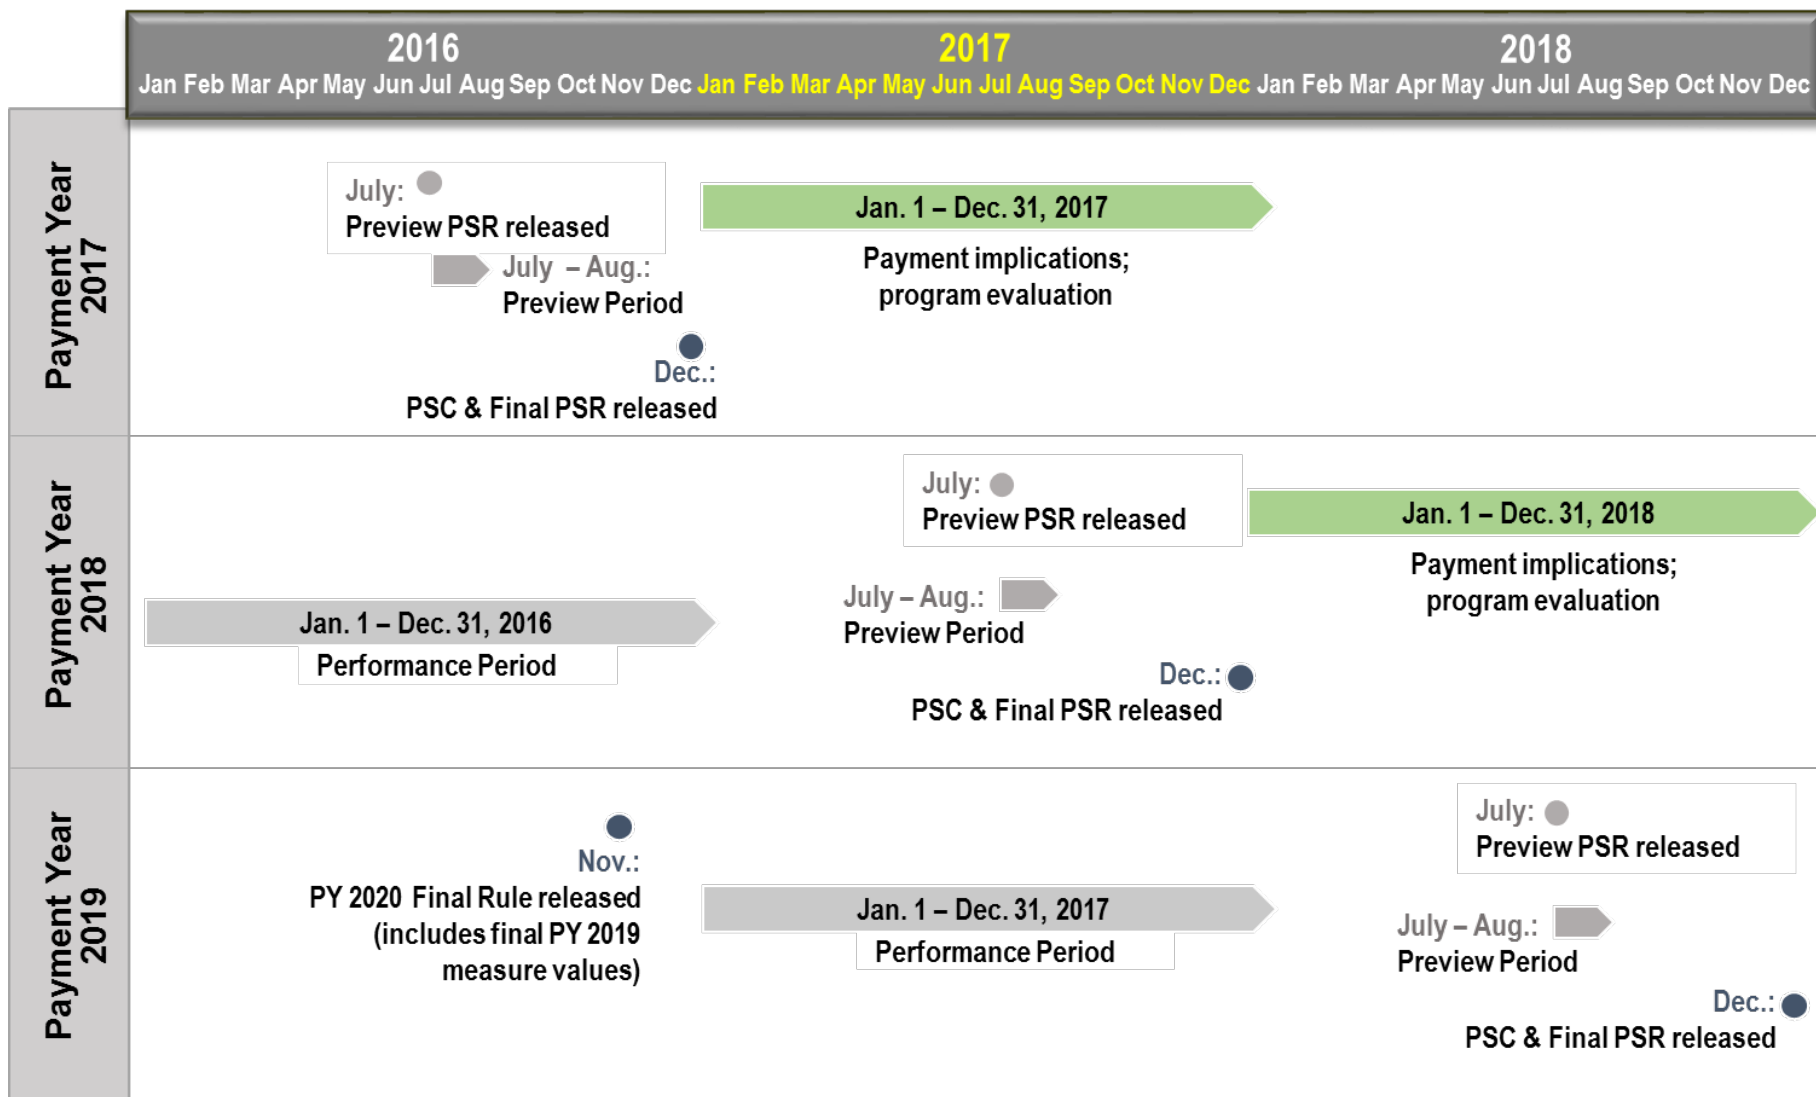 2016
2017
2018
Jan Feb Mar Apr May Jun Jul Aug Sep Oct Nov Dec Jan Feb Mar Apr May Jun Jul Aug Sep Oct Nov Dec Jan Feb Mar Apr May Jun Jul Aug Sep Oct Nov Dec
Payment Year
2017
July:
Preview PSR released
July – Aug.:
Preview Period
Dec.:
PSC & Final PSR released
Jan. 1 – Dec. 31, 2017
Payment implications;
program evaluation
Payment Year
2018
Jan. 1 – Dec. 31, 2016
Performance Period
July:
Preview PSR released
July – Aug.:
Preview Period
Dec.:
PSC & Final PSR released
Jan. 1 – Dec. 31, 2018
Payment implications;
program evaluation
Payment Year
2019
Nov.:
PY 2020 Final Rule released
(includes final PY 2019
measure values)
Jan. 1 – Dec. 31, 2017
Performance Period
July:
Preview PSR released
July – Aug.:
Preview Period
Dec.:
PSC & Final PSR released